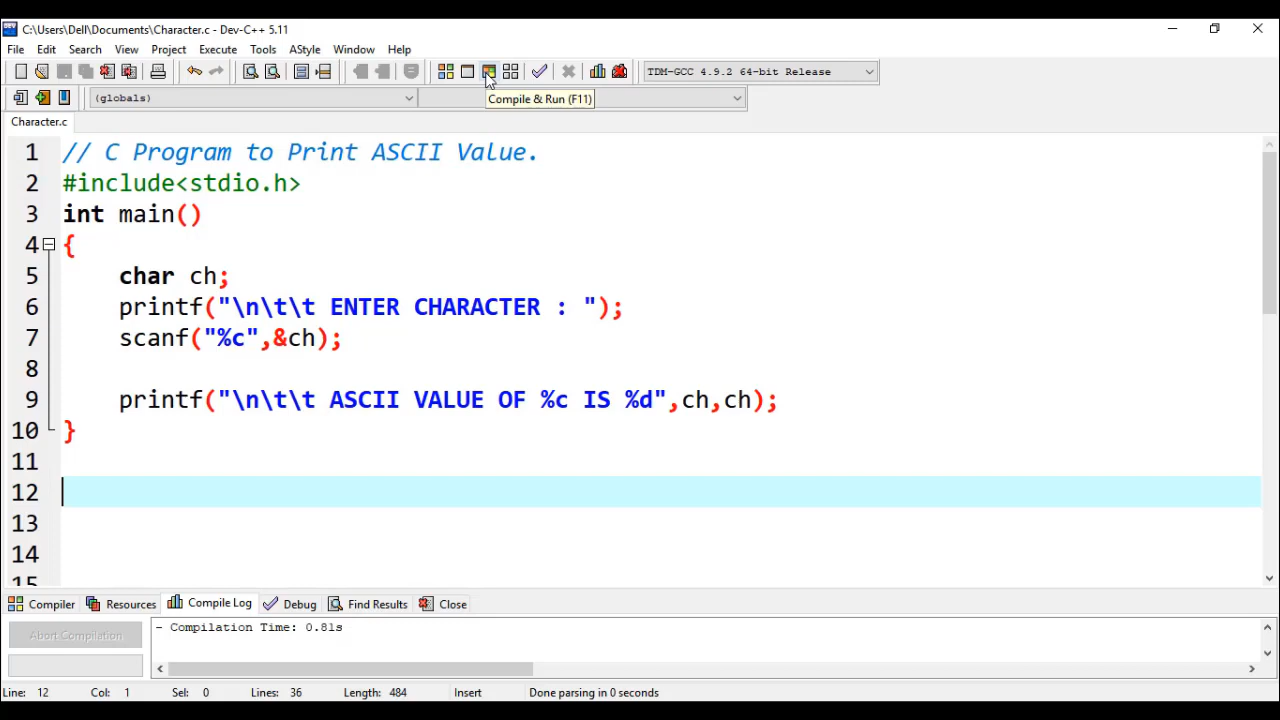 C:\Users\Dell\Documents\Character.c - Dev-C++ 5.11
File Edit Search View Project Execute Tools AStyle Window Help
TDM-GCC 4.9.2 64-bit Release
(globals)
Compile & Run (F11)
Character.c
1 // C Program to Print ASCII Value.
2 #include<stdio.h>
3 int main()
4 {
5 char ch;
6 printf("\n\t\t ENTER CHARACTER : ");
7 scanf("%c",&ch);
8
9 printf("\n\t\t ASCII VALUE OF %c IS %d",ch,ch);
10 }
11
12
13
14
15
Compiler Resources Compile Log Debug Find Results Close
Abort Compilation
- Compilation Time: 0.81s
Line: 12 Col: 1 Sel: 0 Lines: 36 Length: 484 Insert Done parsing in 0 seconds